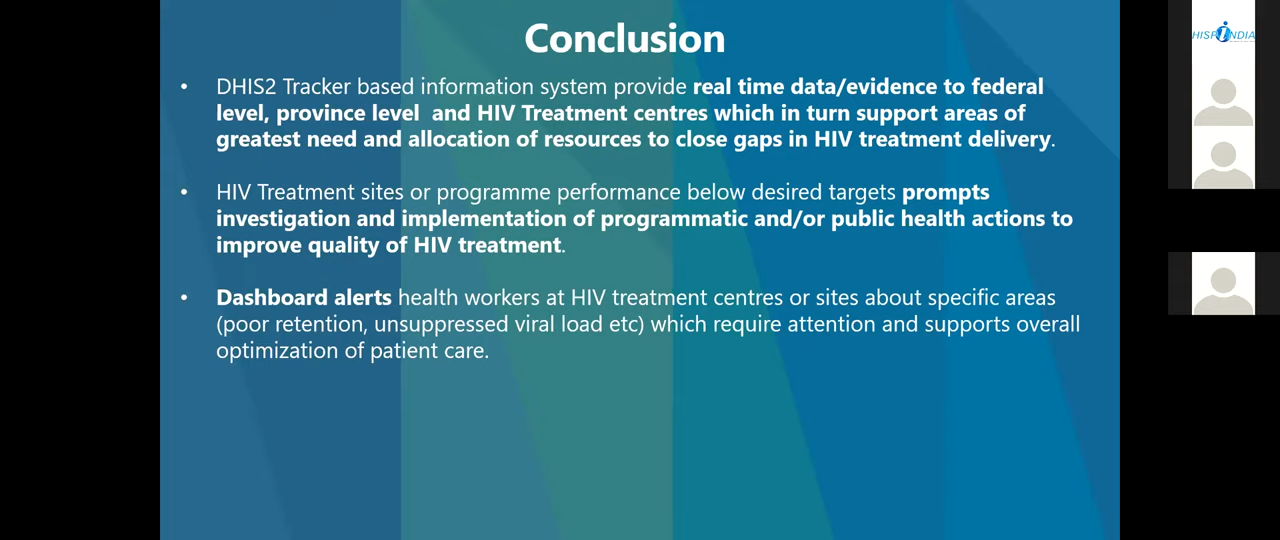 Conclusion
• DHIS2 Tracker based information system provide real time data/evidence to federal
level, province level and HIV Treatment centres which in turn support areas of
greatest need and allocation of resources to close gaps in HIV treatment delivery.
• HIV Treatment sites or programme performance below desired targets prompts
investigation and implementation of programmatic and/or public health actions to
improve quality of HIV treatment.
• Dashboard alerts health workers at HIV treatment centres or sites about specific areas
(poor retention, unsuppressed viral load etc) which require attention and supports overall
optimization of patient care.
HISP INDIA